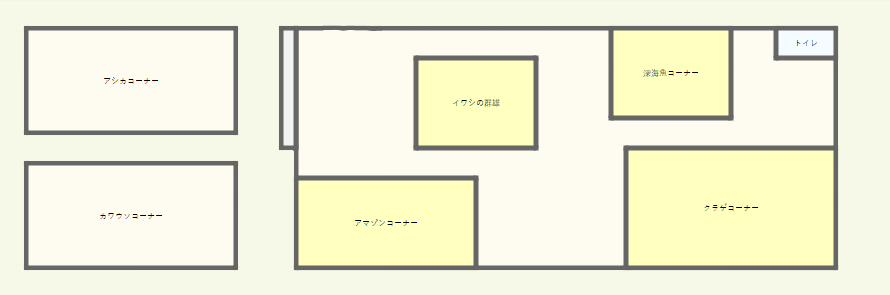 アシカコーナー
カワウソコーナー
イワシの群雄
深海魚コーナー
トイレ
アマゾンコーナー
クラゲコーナー